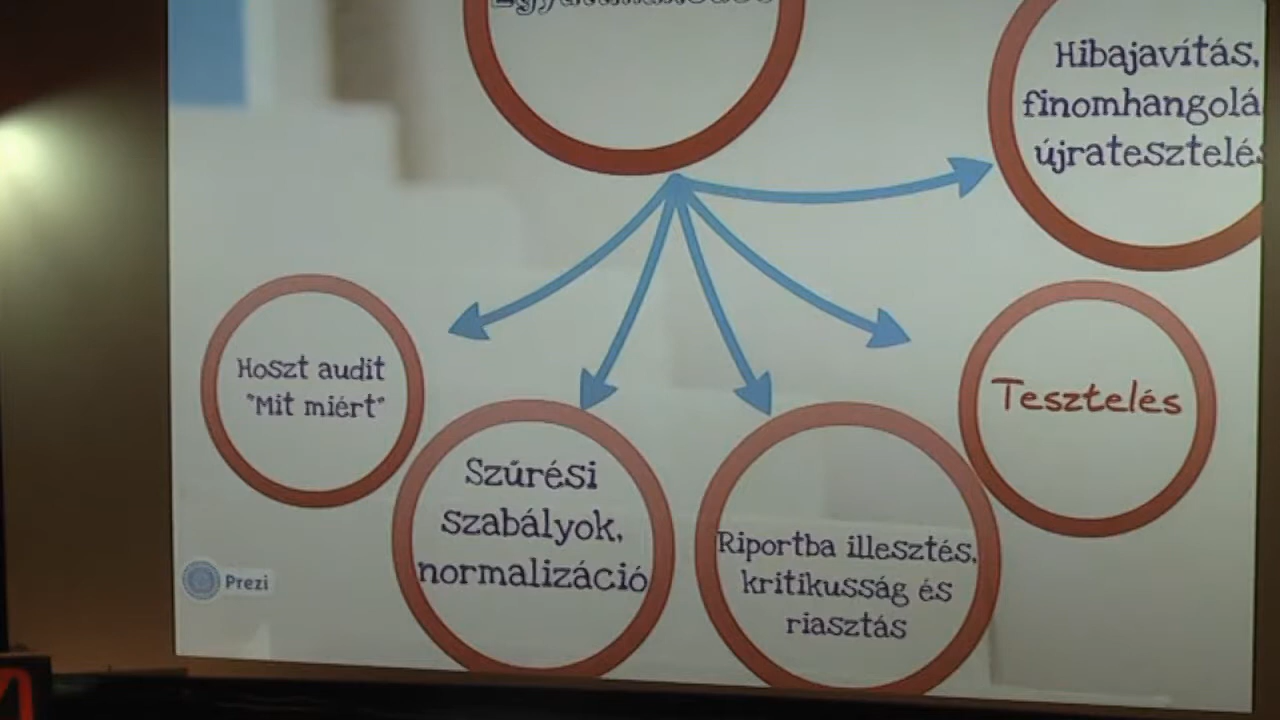 Hibajavítás,
finomhangolá
újratesztelés
Hoszt audit
"Mit miért"
Szűrési
szabályok,
normalizáció
Riportba illesztés,
kritikusság és
riasztás
Tesztelés
Prezi